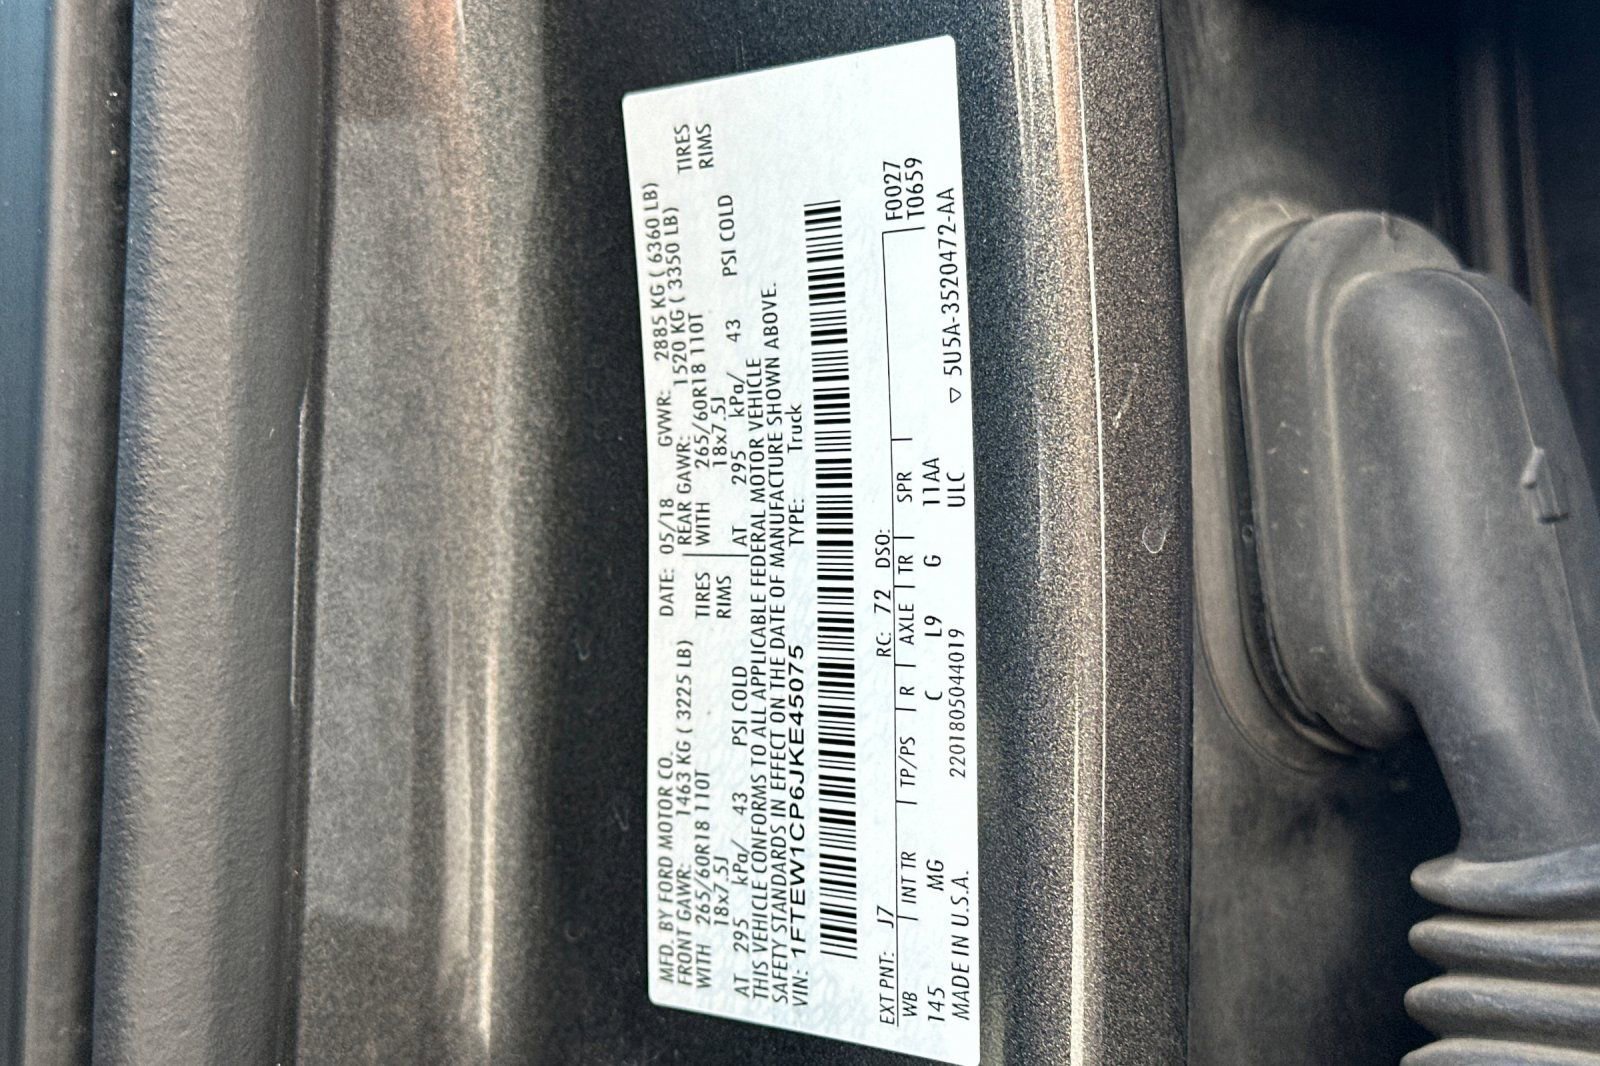 MFD. BY FORD MOTOR CO. DATE: 05/18 GVWR: 2885 KG ( 6360 LB)
FRONT GAWR: 1463 KG ( 3225 LB) REAR GAWR: 1520 KG ( 3350 LB)
WITH 265/60R18 110T TIRES WITH 265/60R18 110T TIRES
18x7.5J RIMS 18x7.5J RIMS
AT 295 kPa/ 43 PSI COLD AT 295 kPa/ 43 PSI COLD
THIS VEHICLE CONFORMS TO ALL APPLICABLE FEDERAL MOTOR VEHICLE
SAFETY STANDARDS IN EFFECT ON THE DATE OF MANUFACTURE SHOWN ABOVE.
VIN: 1FTEW1CP6JKE45075 TYPE: Truck
EXT PNT: J7 RC: 72 DSO: F0027
WB INT TR TP/PS R AXLE TR SPR T0659
145 MG C L9 G 11AA
MADE IN U.S.A. 2201805044019 ULC ▽ 5U5A-3520472-AA